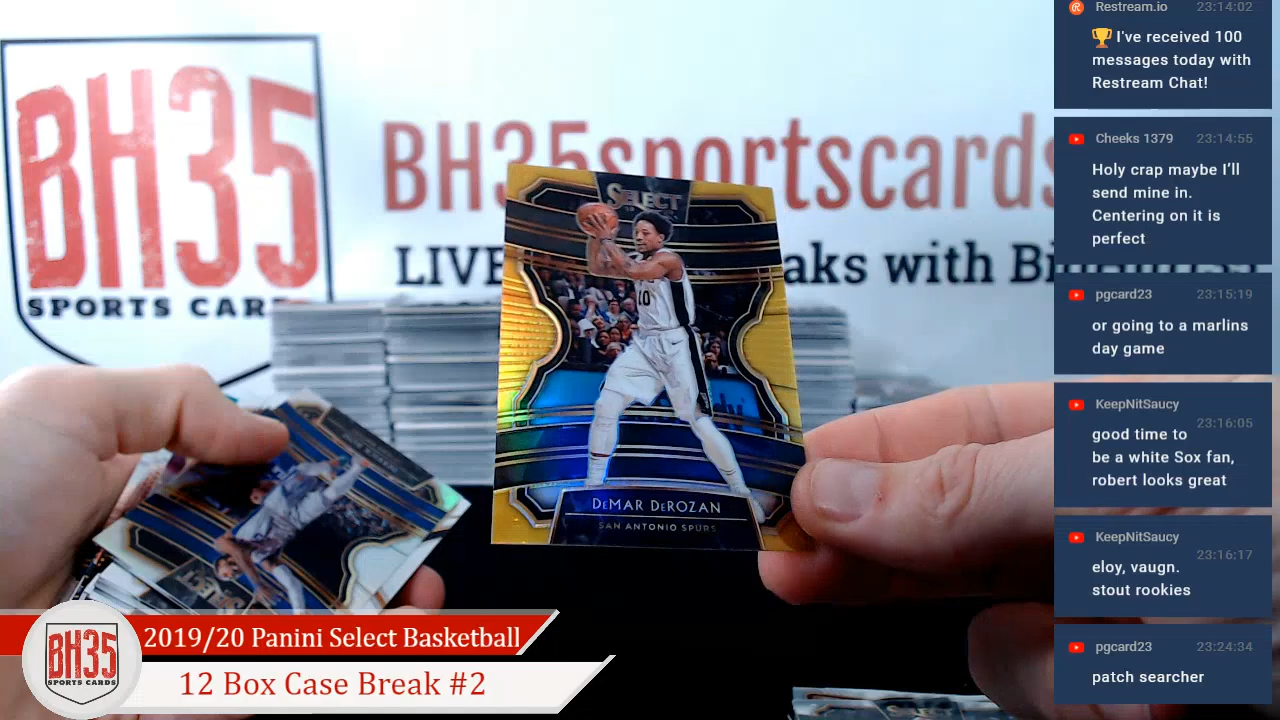 BH35
SPORTS CAR
BH35sportscards
LIVE
aks with Bi
SELECT
10
DEMAR DEROZAN
SAN ANTONIO SPURS
SELECT
BH35
SPORTS CARDS
2019/20 Panini Select Basketball
12 Box Case Break #2
Restream.io 23:14:02
🏆 I've received 100
messages today with
Restream Chat!
Cheeks 1379 23:14:55
Holy crap maybe I'll
send mine in.
Centering on it is
perfect
pgcard23 23:15:19
or going to a marlins
day game
KeepNitSaucy
23:16:05
good time to
be a white Sox fan,
robert looks great
KeepNitSaucy
23:16:17
eloy, vaugn.
stout rookies
pgcard23 23:24:34
patch searcher